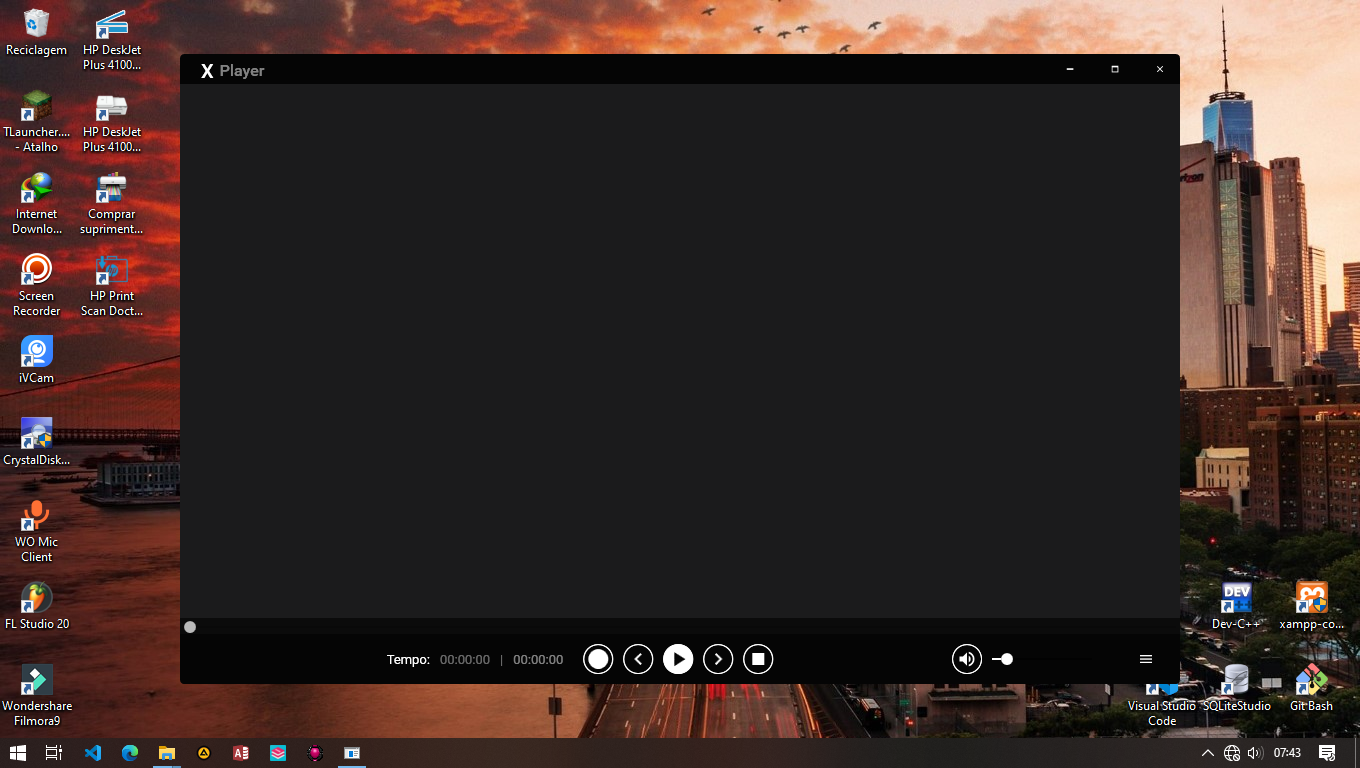 Reciclagem
HP DeskJet
Plus 4100...
TLauncher....
- Atalho
HP DeskJet
Plus 4100...
Internet
Downlo...
Comprar
supriment...
Screen
Recorder
HP Print
Scan Doct...
iVCam
CrystalDisk...
WO Mic
Client
FL Studio 20
Wondershare
Filmora9
X Player
Tempo: 00:00:00 | 00:00:00
rizon
DEV
Dev-C++
xampp-co...
Visual Studio
Code
SQLiteStudio
Git Bash
07:43